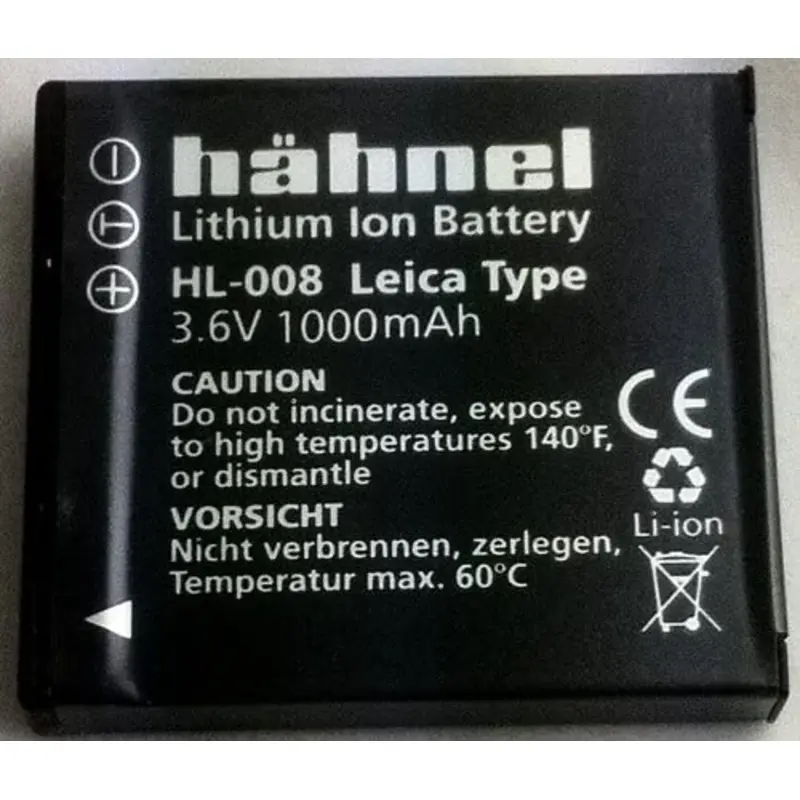 hähnel
Lithium Ion Battery
HL-008 Leica Type
3.6V 1000mAh
CAUTION
Do not incinerate, expose
to high temperatures 140°F,
or dismantle
VORSICHT
Nicht verbrennen, zerlegen,
Temperatur max. 60°C
CE
Li-ion
T